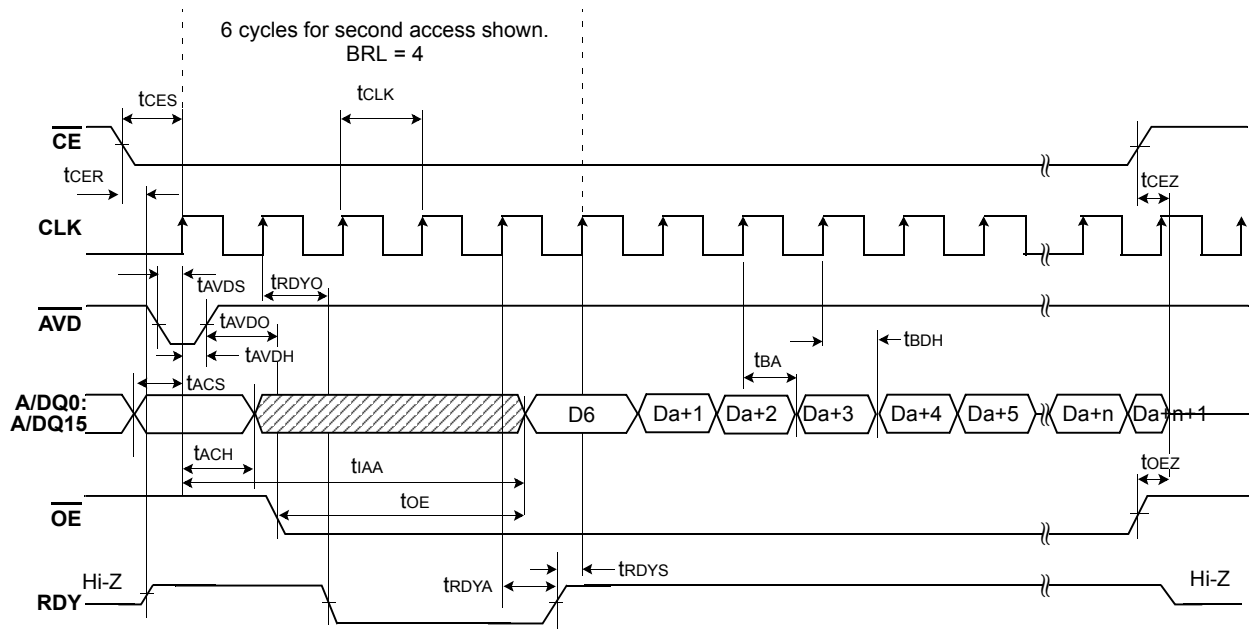 6 cycles for second access shown.
BRL = 4
tCES
tCLK
CE
tCER
tCEZ
CLK
tAVDS
tRDYO
AVD
tAVDO
tAVDH
tBDH
tBA
tACS
A/DQ0:
A/DQ15
D6
Da+1
Da+2
Da+3
Da+4
Da+5
Da+n
Da+n+1
tACH
tIAA
tOEZ
OE
tOE
Hi-Z
tRDYA
tRDYS
Hi-Z
RDY